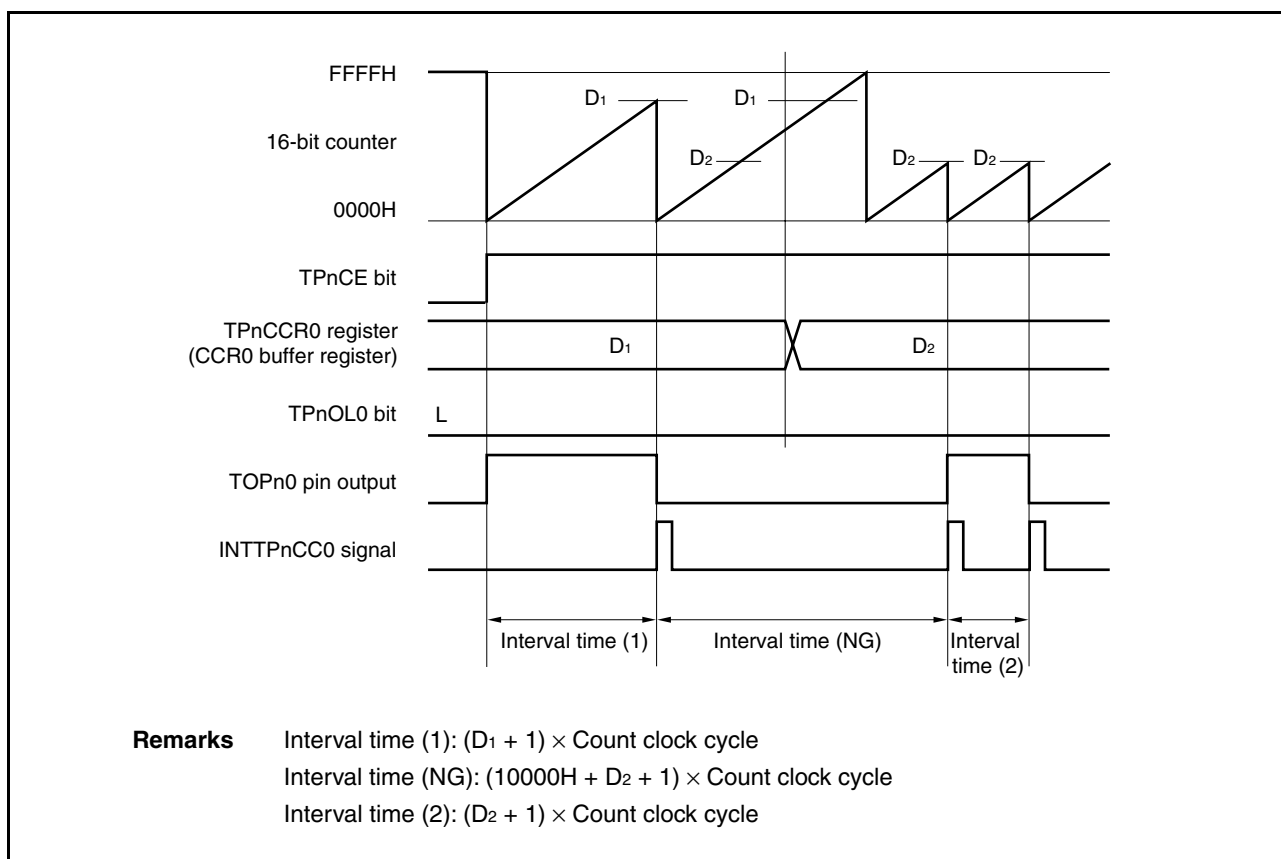 FFFFH
D1
D1
16-bit counter
D2
D2
D2
0000H
TPnCE bit
TPnCCR0 register
(CCR0 buffer register)
D1
D2
TPnOL0 bit
L
TOPn0 pin output
INTTPnCC0 signal
Interval time (1)
Interval time (NG)
Interval
time (2)
Remarks Interval time (1): (D1 + 1) × Count clock cycle
Interval time (NG): (10000H + D2 + 1) × Count clock cycle
Interval time (2): (D2 + 1) × Count clock cycle